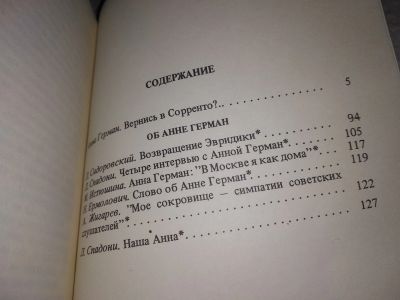 СОДЕРЖАНИЕ
Герман. Вернись в Сорренто?.. 5
ОБ АННЕ ГЕРМАН
Сидоровский. Возвращение Эвридики* 94
Спадони. Четыре интервью с Анной Герман* 105
Истюшина. Анна Герман: "В Москве я как дома"* 117
Ермолович. Слово об Анне Герман* 119
Жигарев. "Мое сокровище — симпатии советских
слушателей"* 122
Д. Спадони. Наша Анна* 127